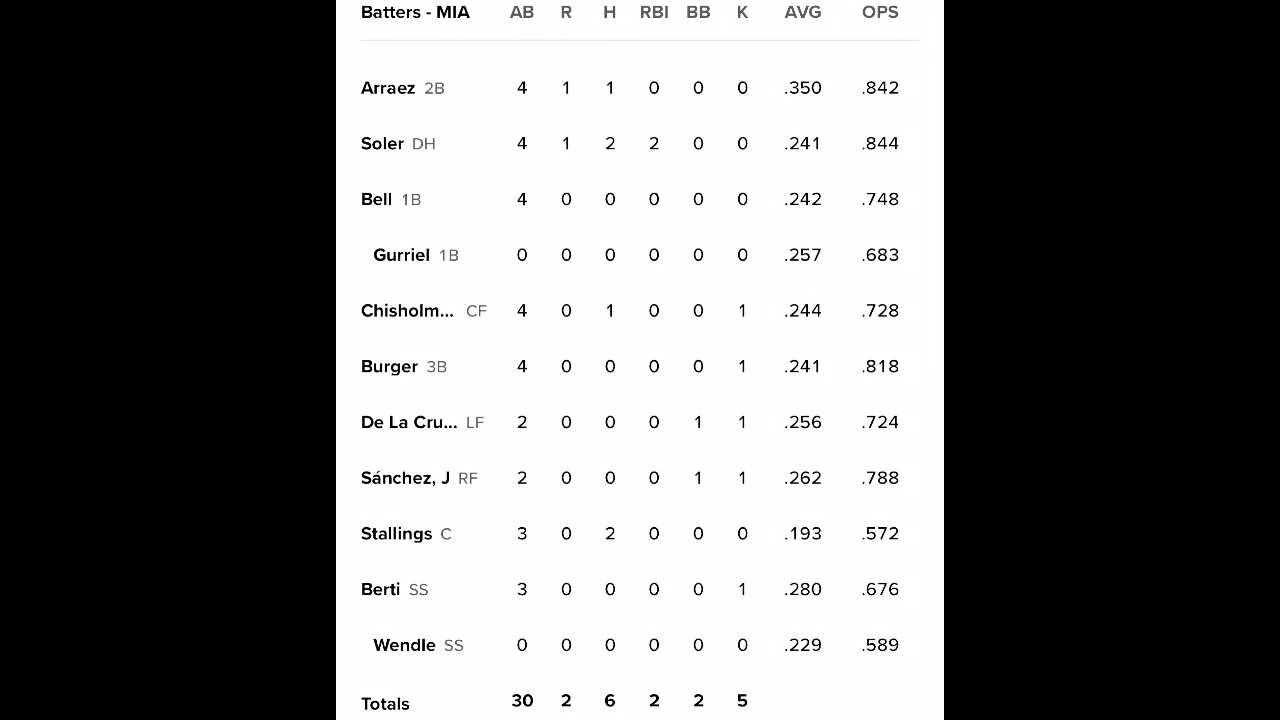 Batters - MIA AB R H RBI BB K AVG OPS
Arraez 2B 4 1 1 0 0 0 .350 .842
Soler DH 4 1 2 2 0 0 .241 .844
Bell 1B 4 0 0 0 0 0 .242 .748
Gurriel 1B 0 0 0 0 0 0 .257 .683
Chisholm... CF 4 0 1 0 0 1 .244 .728
Burger 3B 4 0 0 0 0 1 .241 .818
De La Cru... LF 2 0 0 0 1 1 .256 .724
Sánchez, J RF 2 0 0 0 1 1 .262 .788
Stallings C 3 0 2 0 0 0 .193 .572
Berti SS 3 0 0 0 0 1 .280 .676
Wendle SS 0 0 0 0 0 0 .229 .589
Totals 30 2 6 2 2 5